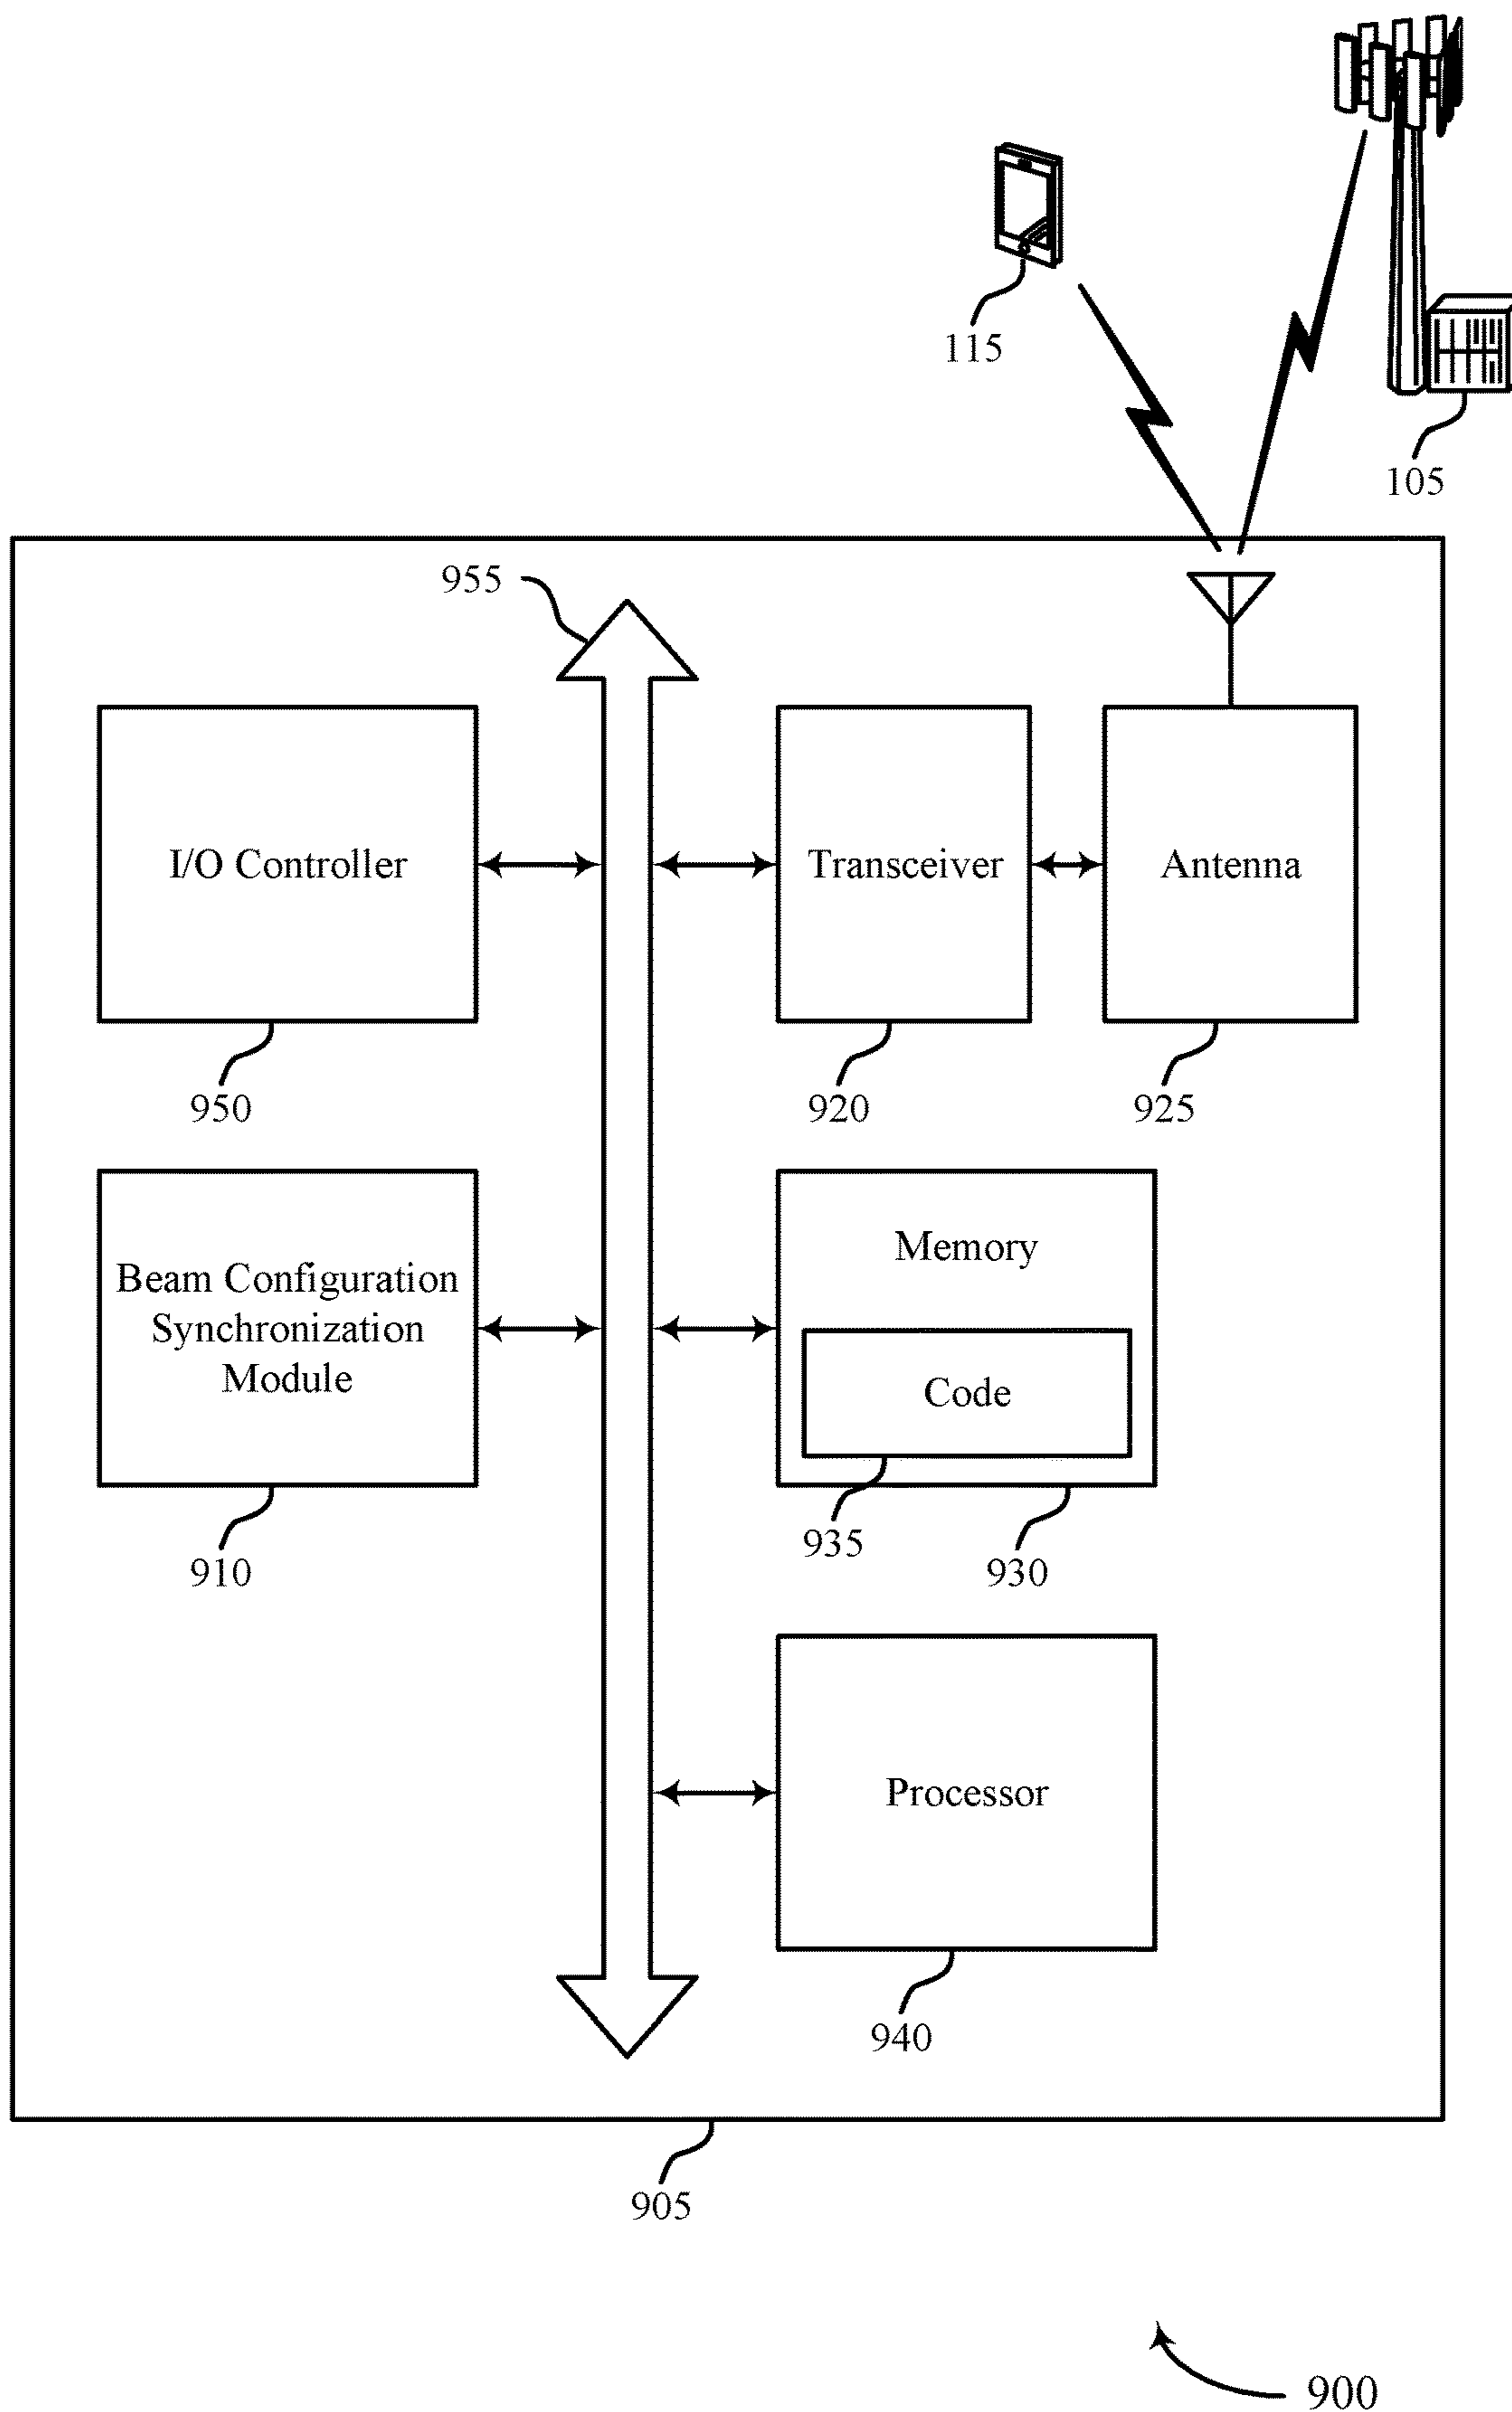 115
105
955
I/O Controller
Transceiver
Antenna
950
920
925
Beam Configuration
Synchronization
Module
Memory
Code
910
935
930
Processor
940
905
900